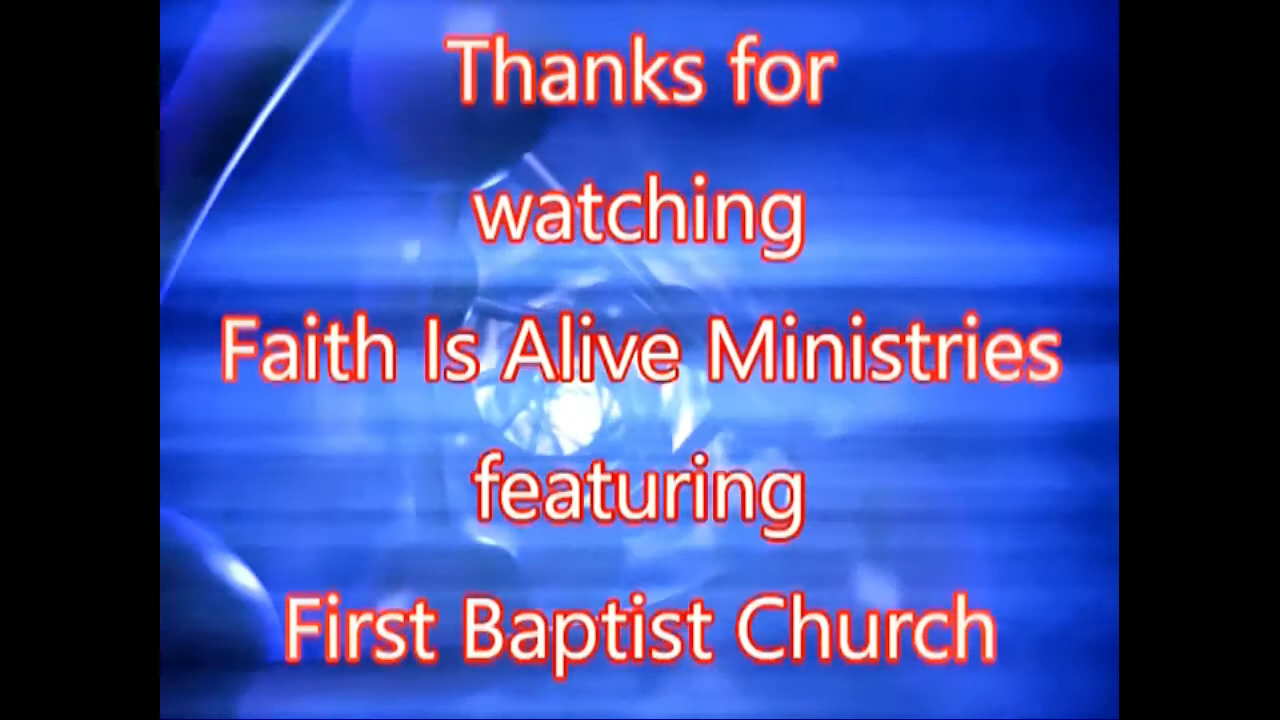 Thanks for
watching
Faith Is Alive Ministries
featuring
First Baptist Church